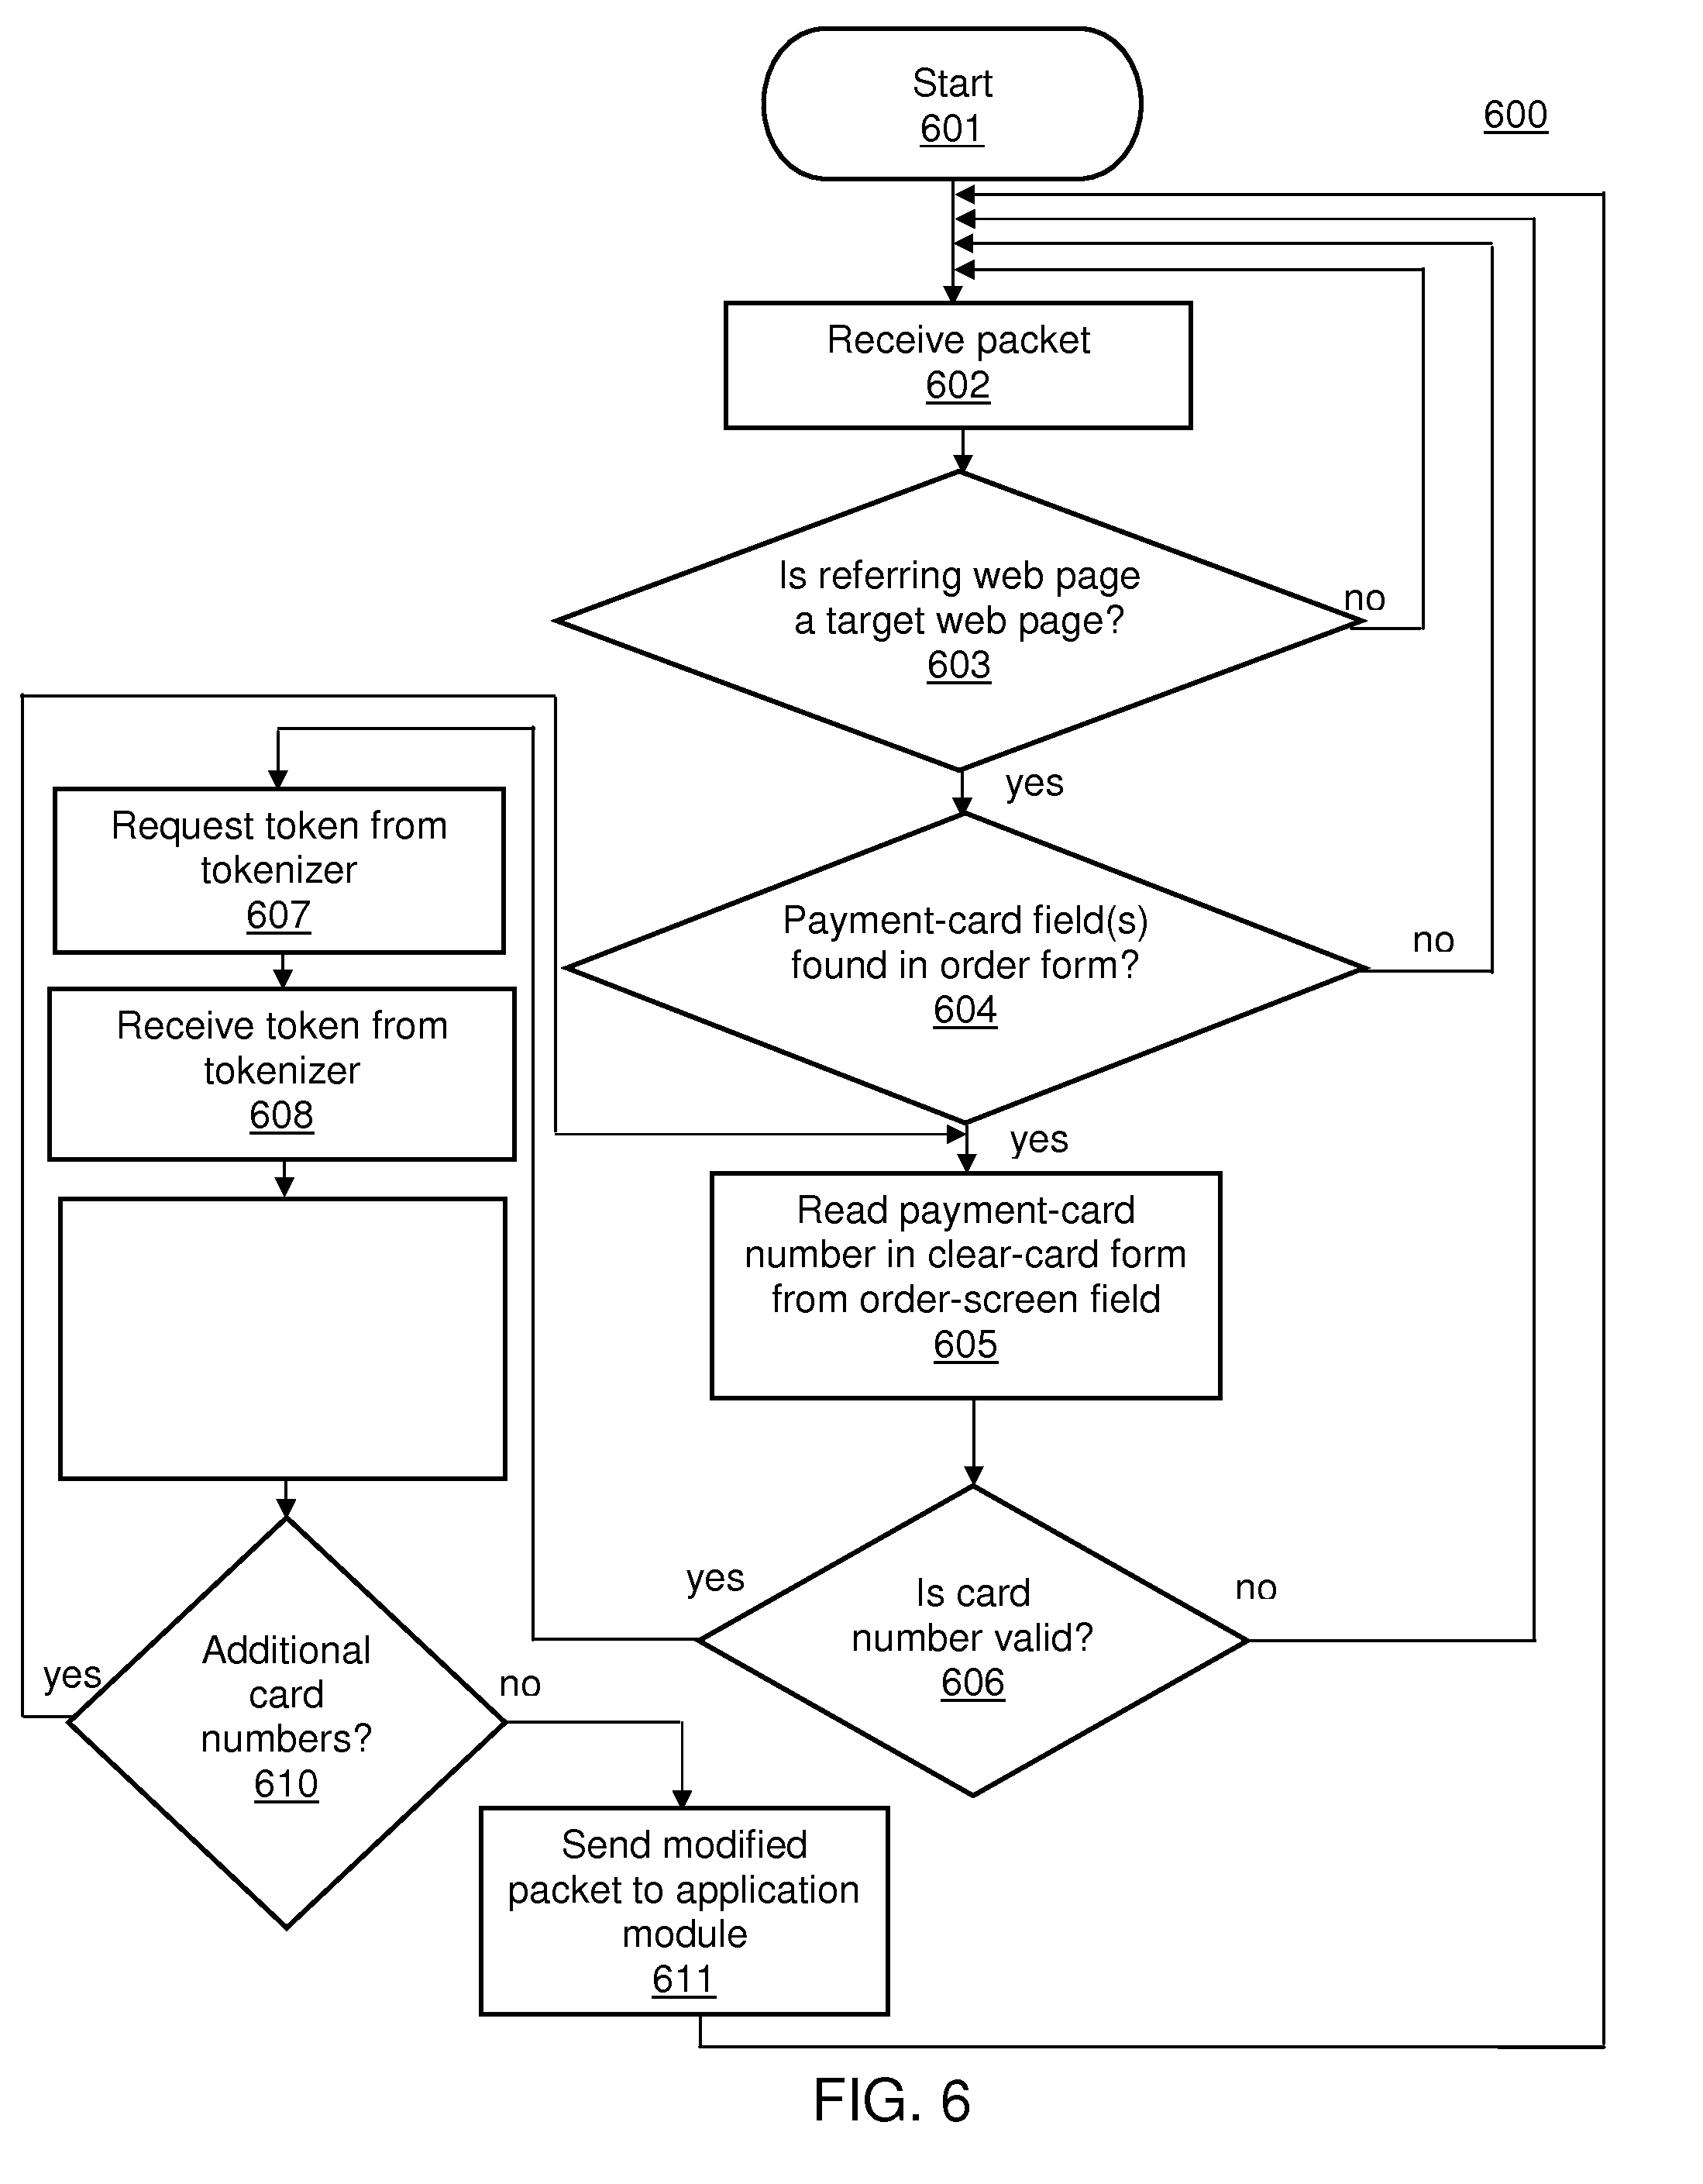 Start
601
600
Receive packet
602
Is referring web page
a target web page?
603
no
yes
Request token from
tokenizer
607
Payment-card field(s)
found in order form?
604
no
Receive token from
tokenizer
608
yes
Read payment-card
number in clear-card form
from order-screen field
605
yes
Is card
number valid?
606
no
yes
Additional
card
numbers?
610
no
Send modified
packet to application
module
611
FIG. 6